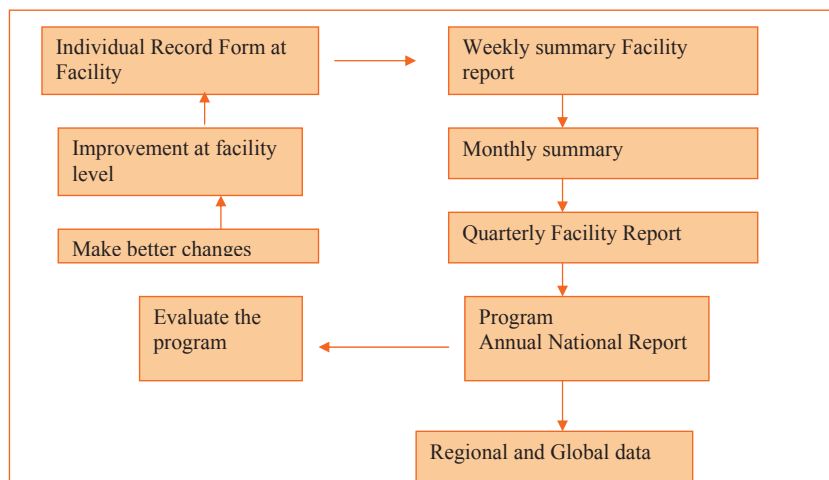 Individual Record Form at
Facility
Weekly summary Facility
report
Improvement at facility
level
Monthly summary
Make better changes
Quarterly Facility Report
Evaluate the
program
Program
Annual National Report
Regional and Global data